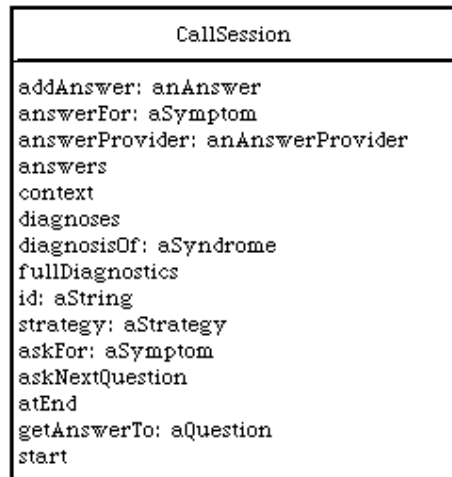 CallSession
addAnswer: anAnswer
answerFor: aSymptom
answerProvider: anAnswerProvider
answers
context
diagnoses
diagnosisOf: aSyndrome
fullDiagnostics
id: aString
strategy: aStrategy
askFor: aSymptom
askNextQuestion
atEnd
getAnswerTo: aQuestion
start